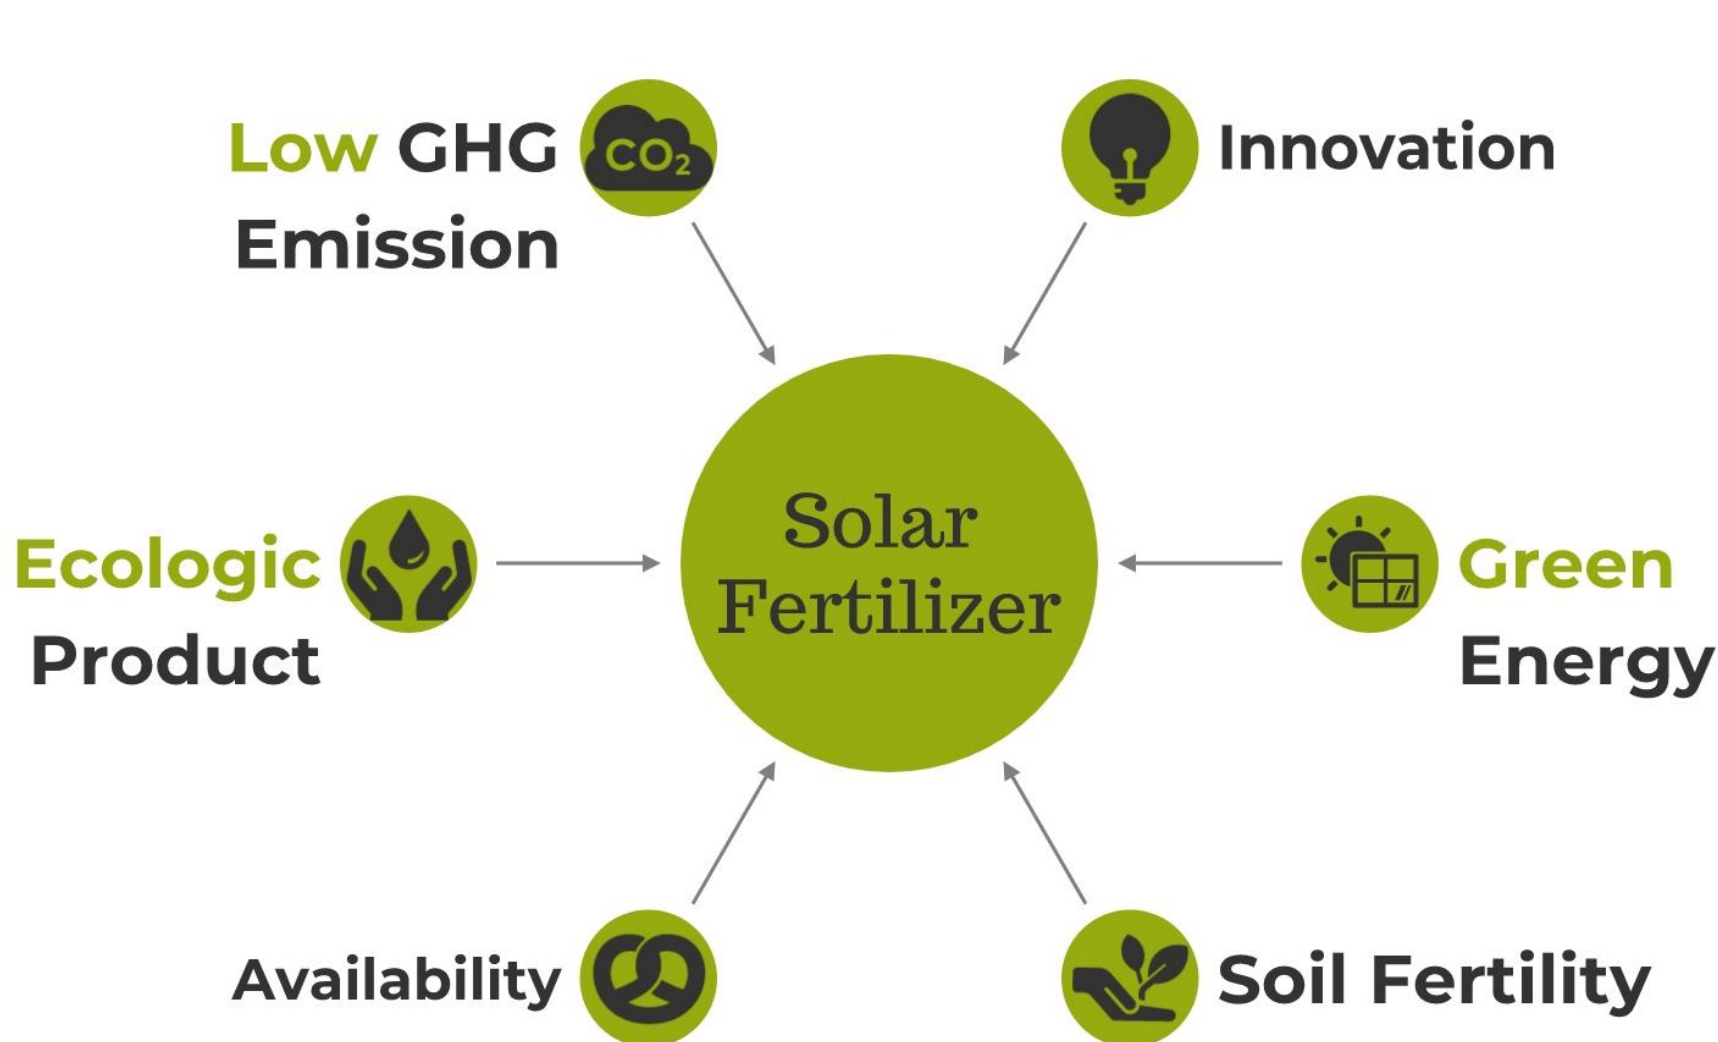 Low GHG
Emission
CO₂
Innovation
Solar
Fertilizer
Ecologic
Product
Green
Energy
Availability
Soil Fertility